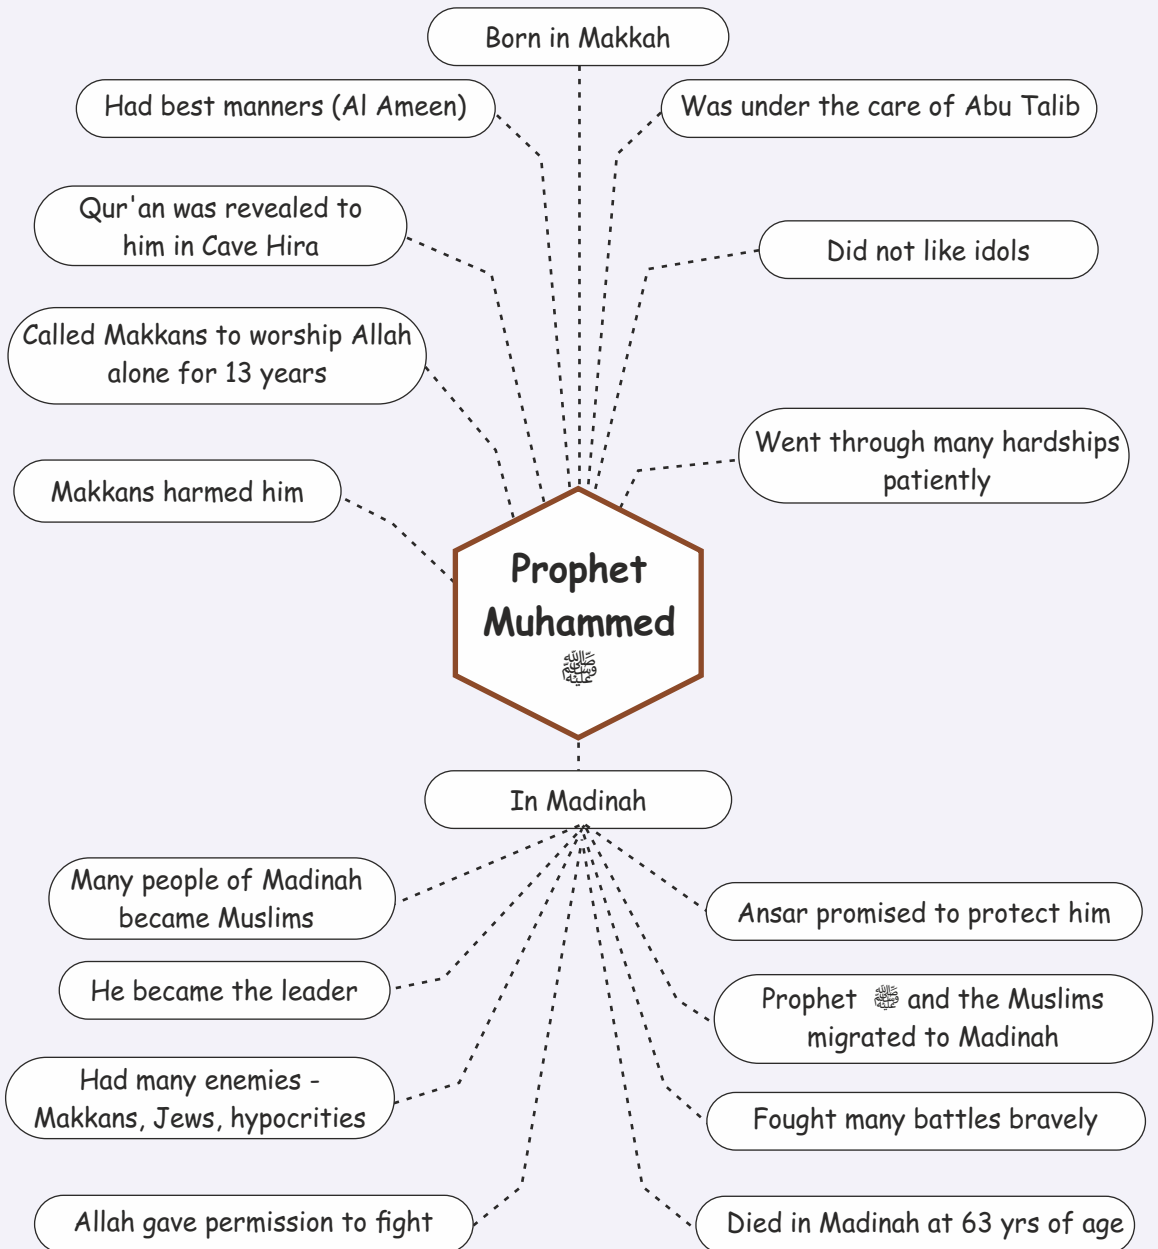 Born in Makkah
Had best manners (Al Ameen)
Was under the care of Abu Talib
Qur'an was revealed to
him in Cave Hira
Did not like idols
Called Makkans to worship Allah
alone for 13 years
Went through many hardships
patiently
Makkans harmed him
Prophet
Muhammed
ﷺ
In Madinah
Many people of Madinah
became Muslims
Ansar promised to protect him
He became the leader
Prophet ﷺ and the Muslims
migrated to Madinah
Had many enemies -
Makkans, Jews, hypocrities
Fought many battles bravely
Allah gave permission to fight
Died in Madinah at 63 yrs of age